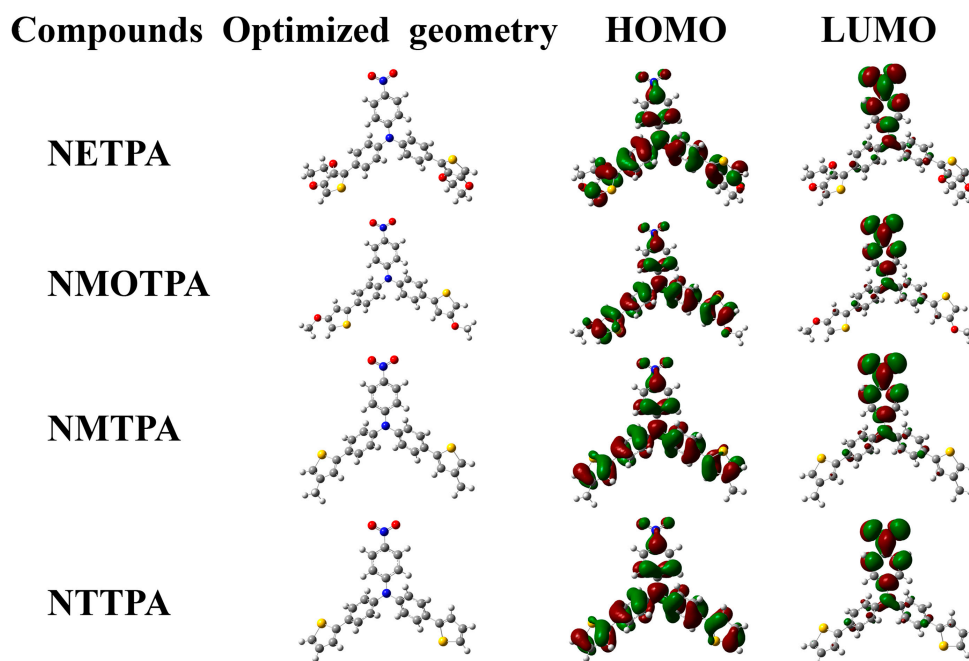 Compounds Optimized geometry HOMO LUMO
NETPA
NMOTPA
NMTPA
NTTPA